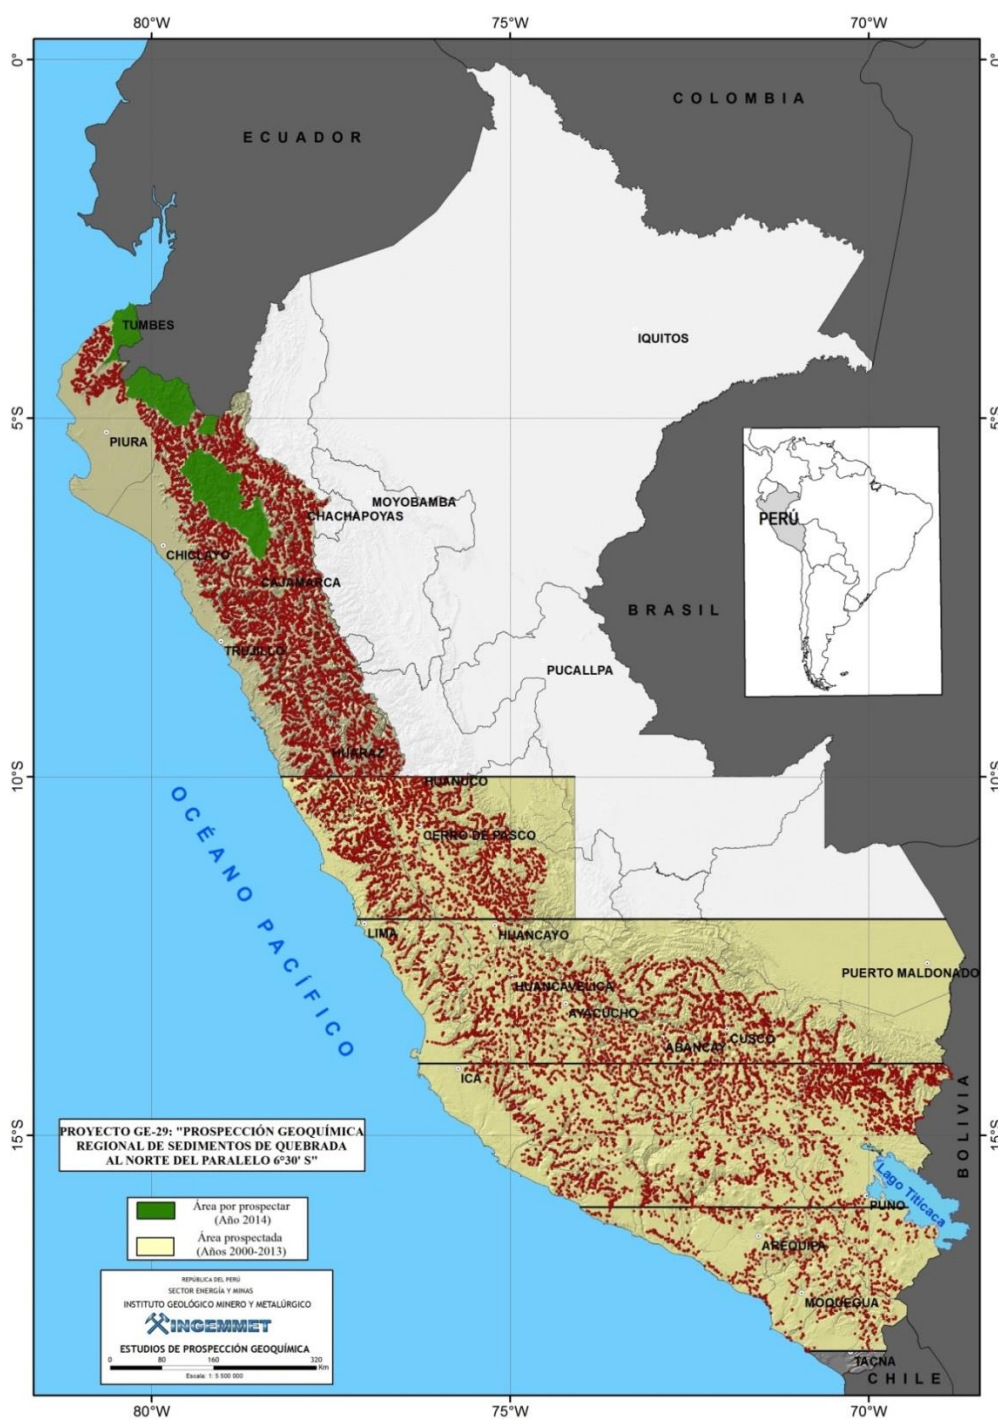 80°W
75°W
70°W
0°
0°
COLOMBIA
ECUADOR
TUMBES
IQUITOS
5°S
5°S
PIURA
MOYOBAMBA
CHACHAPOYAS
PERÚ
CHICLAYO
CAJAMARCA
BRASIL
TRUJILLO
PUCALLPA
HUARAZ
10°S
10°S
HUANUCO
OCÉANO PACÍFICO
CERRO DE PASCO
LIMA
HUANCAYO
PUERTO MALDONADO
HUANCAVELICA
AYACUCHO
CUSCO
ABANCAY
ICA
BOLIVIA
15°S
15°S
PROYECTO GE-29: "PROSPECCIÓN GEOQUÍMICA
REGIONAL DE SEDIMENTOS DE QUEBRADA
AL NORTE DEL PARALELO 6°30' S"
Lago Titicaca
PUNO
Área por prospectar
(Año 2014)
Área prospectada
(Años 2000-2013)
AREQUIPA
MOQUEGUA
REPÚBLICA DEL PERÚ
SECTOR ENERGÍA Y MINAS
INSTITUTO GEOLÓGICO MINERO Y METALÚRGICO
INGEMMET
ESTUDIOS DE PROSPECCIÓN GEOQUÍMICA
0 80 160 320
Km
Escala: 1: 5 500 000
TACNA
CHILE
80°W
75°W
70°W